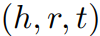 (h, r, t)